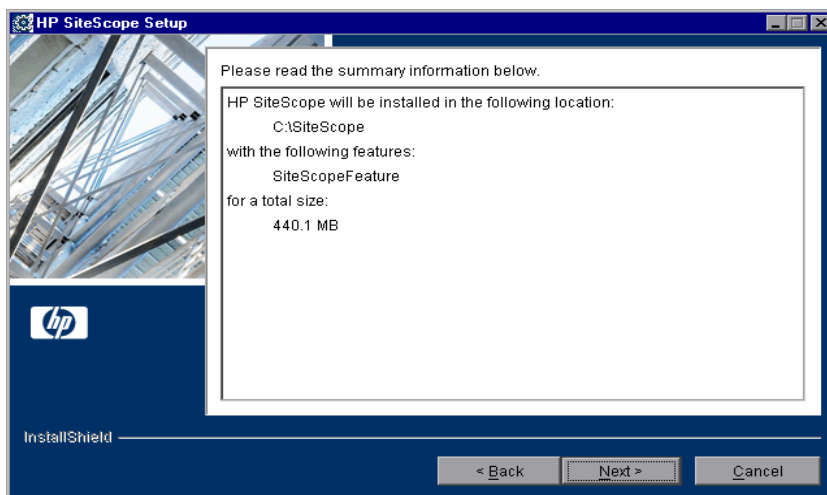 HP SiteScope Setup
Please read the summary information below.
HP SiteScope will be installed in the following location:
C:\SiteScope
with the following features:
SiteScopeFeature
for a total size:
440.1 MB
hp
InstallShield
< Back
Next >
Cancel